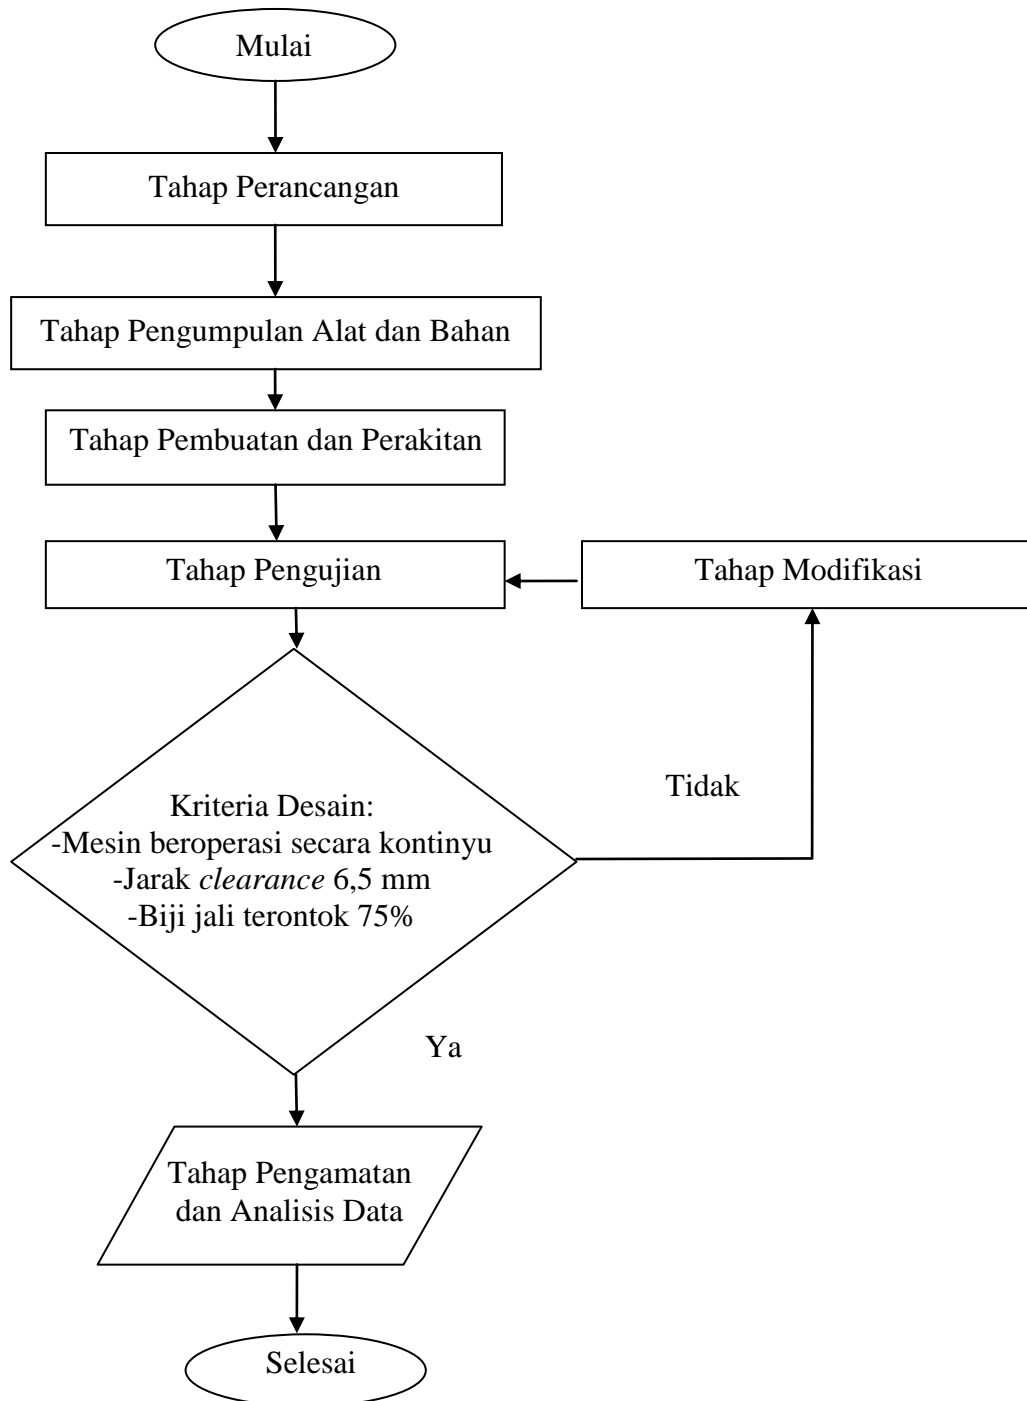 Mulai
Tahap Perancangan
Tahap Pengumpulan Alat dan Bahan
Tahap Pembuatan dan Perakitan
Tahap Pengujian
Tahap Modifikasi
Tidak
Kriteria Desain:
-Mesin beroperasi secara kontinyu
-Jarak clearance 6,5 mm
-Biji jali terontok 75%
Ya
Tahap Pengamatan
dan Analisis Data
Selesai